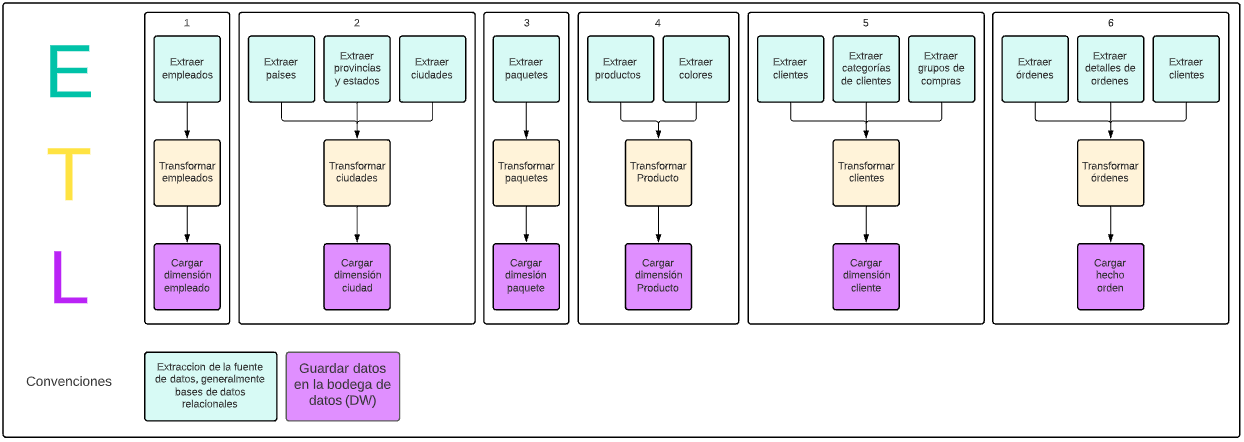 E
T
L
1
Extraer
empleados
Transformar
empleados
Cargar
dimensión
empleado
2
Extraer
países
Extraer
provincias
y estados
Extraer
ciudades
Transformar
ciudades
Cargar
dimensión
ciudad
3
Extraer
paquetes
Transformar
paquetes
Cargar
dimesión
paquete
4
Extraer
productos
Extraer
colores
Transformar
Producto
Cargar
dimensión
Producto
5
Extraer
clientes
Extraer
categorías
de clientes
Extraer
grupos de
compras
Transformar
clientes
Cargar
dimensión
cliente
6
Extraer
órdenes
Extraer
detalles de
ordenes
Extraer
clientes
Transformar
órdenes
Cargar
hecho
orden
Convenciones
Extraccion de la fuente
de datos, generalmente
bases de datos
relacionales
Guardar datos
en la bodega de
datos (DW)